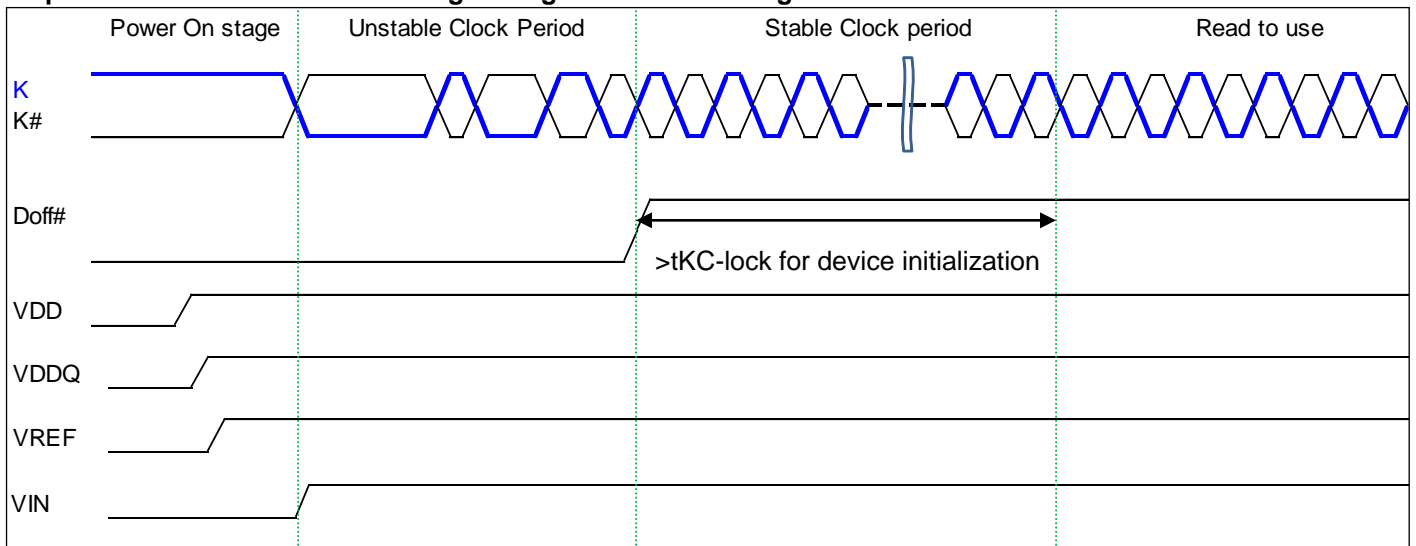 Power On stage Unstable Clock Period Stable Clock period Read to use
K
K#
Doff#
>tKC-lock for device initialization
VDD
VDDQ
VREF
VIN